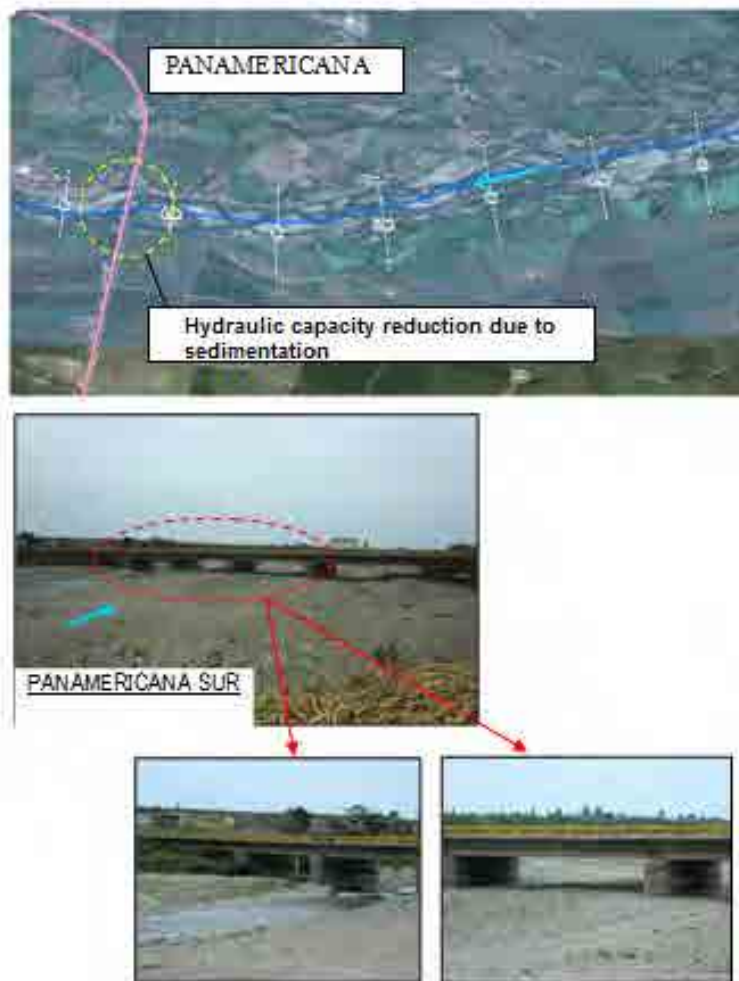 PANAMERICANA
Hydraulic capacity reduction due to
sedimentation
PANAMERICANA SUR